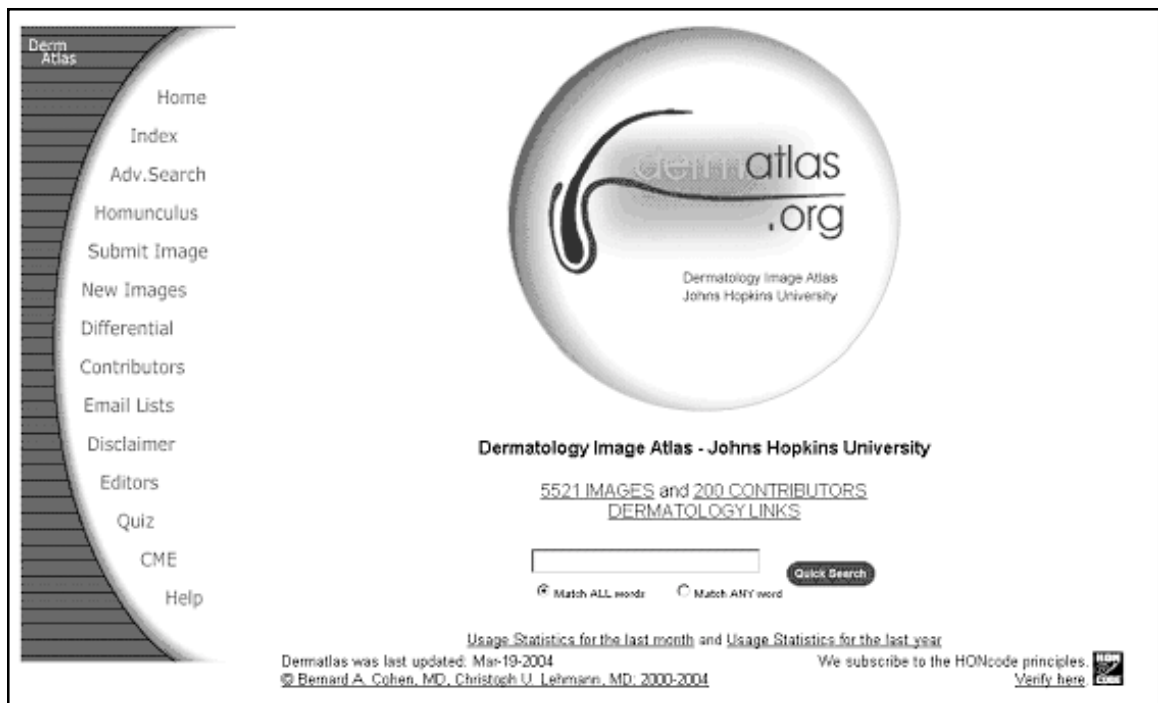 Derm
Atlas
Home
Index
Adv.Search
Homunculus
Submit Image
New Images
Differential
Contributors
Email Lists
Disclaimer
Editors
Quiz
CME
Help
dermatlas
.org
Dermatology Image Atlas
Johns Hopkins University
Dermatology Image Atlas - Johns Hopkins University
5521 IMAGES and 200 CONTRIBUTORS
DERMATOLOGY LINKS
Quick Search
Match ALL words Match ANY word
Usage Statistics for the last month and Usage Statistics for the last year
Dermatlas was last updated: Mar-19-2004
© Bernard A. Cohen, MD, Christoph U. Lehmann, MD; 2000-2004
We subscribe to the HONcode principles.
Verify here.
HON
CODE